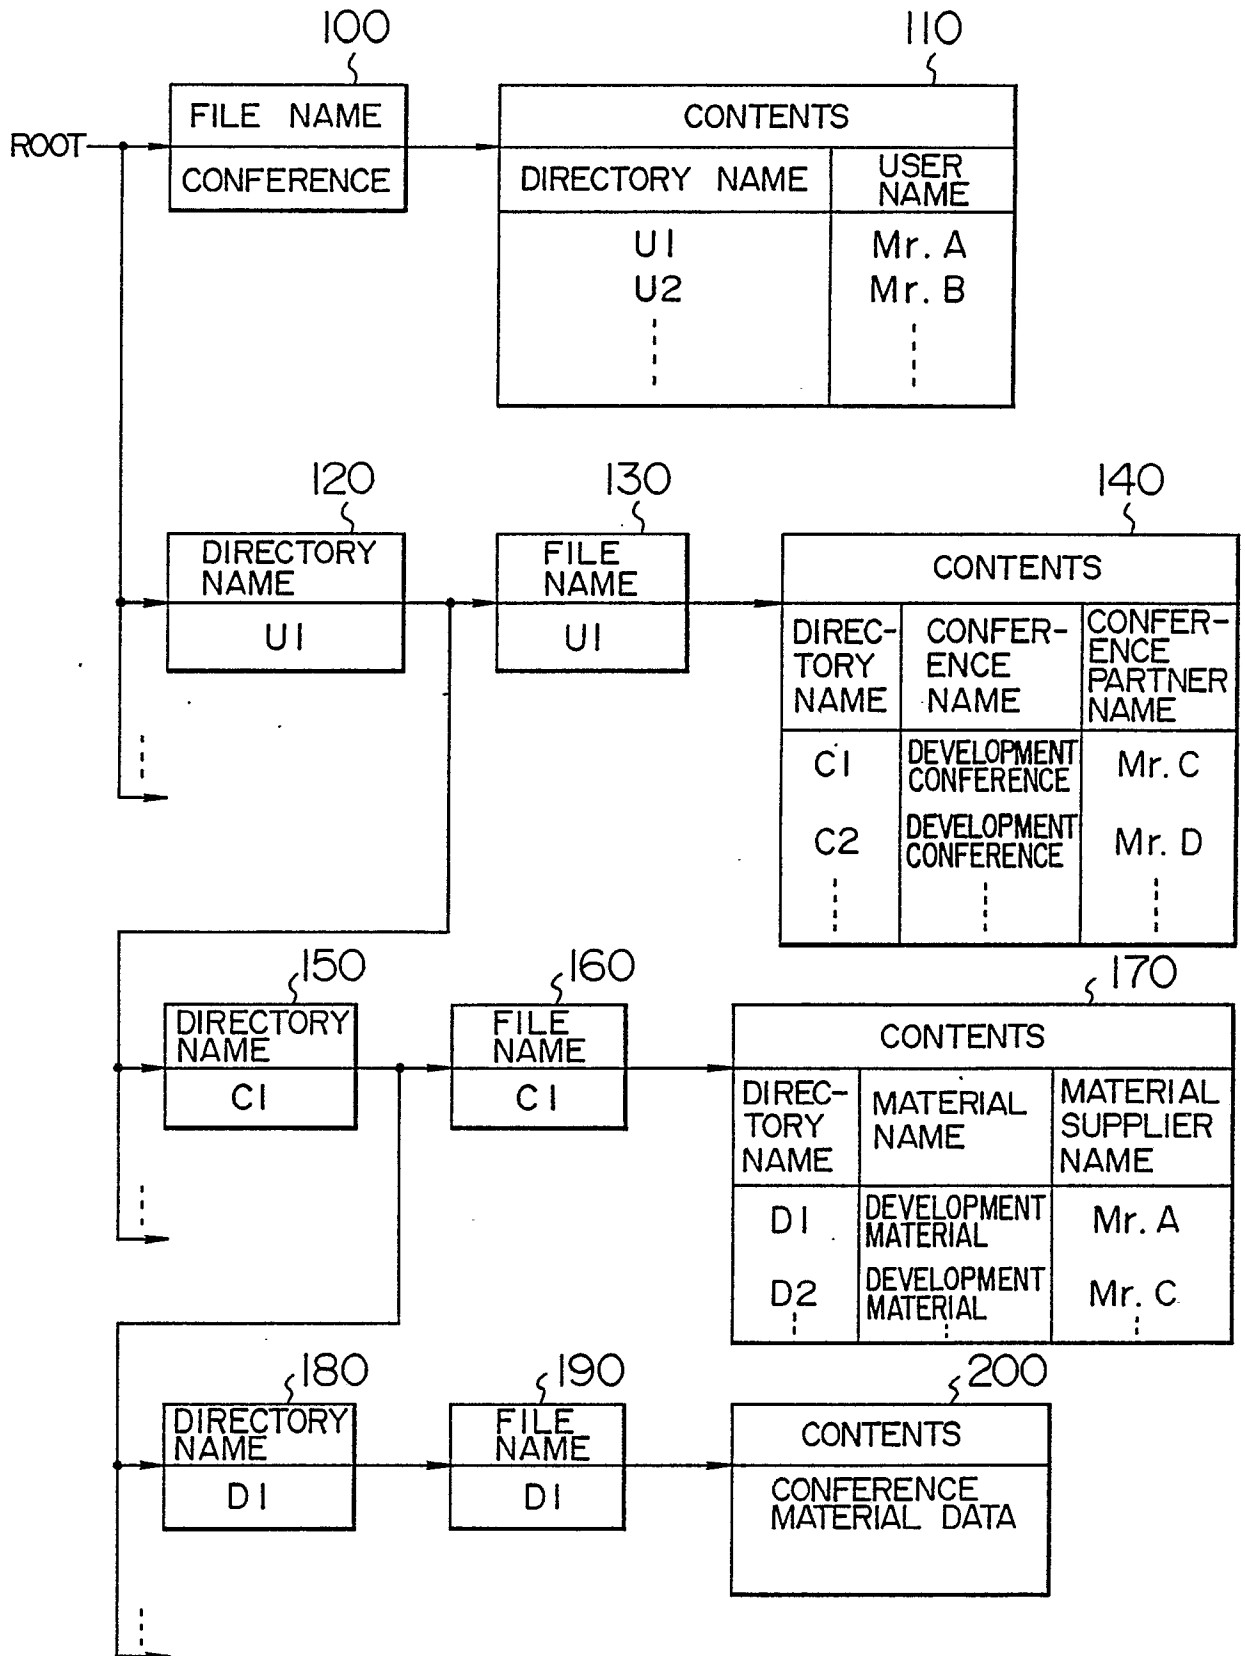 100
110
FILE NAME
CONTENTS
ROOT
CONFERENCE
DIRECTORY NAME
USER
NAME
U1
Mr. A
U2
Mr. B
120
130
140
DIRECTORY
NAME
FILE
NAME
CONTENTS
U1
U1
DIREC-
TORY
NAME
CONFER-
ENCE
NAME
CONFER-
ENCE
PARTNER
NAME
C1
DEVELOPMENT
CONFERENCE
Mr. C
C2
DEVELOPMENT
CONFERENCE
Mr. D
150
160
170
DIRECTORY
NAME
FILE
NAME
CONTENTS
C1
C1
DIREC-
TORY
NAME
MATERIAL
NAME
MATERIAL
SUPPLIER
NAME
D1
DEVELOPMENT
MATERIAL
Mr. A
D2
DEVELOPMENT
MATERIAL
Mr. C
180
190
200
DIRECTORY
NAME
FILE
NAME
CONTENTS
D1
D1
CONFERENCE
MATERIAL DATA